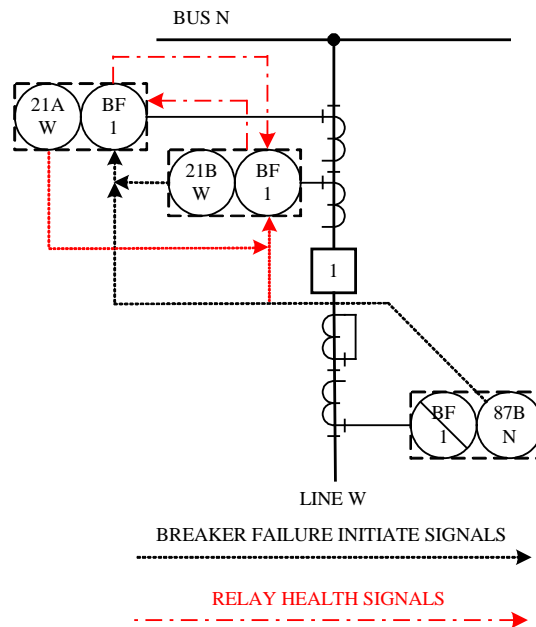 BUS N
21A
W
BF
1
21B
W
BF
1
1
BF
1
87B
N
LINE W
BREAKER FAILURE INITIATE SIGNALS
RELAY HEALTH SIGNALS